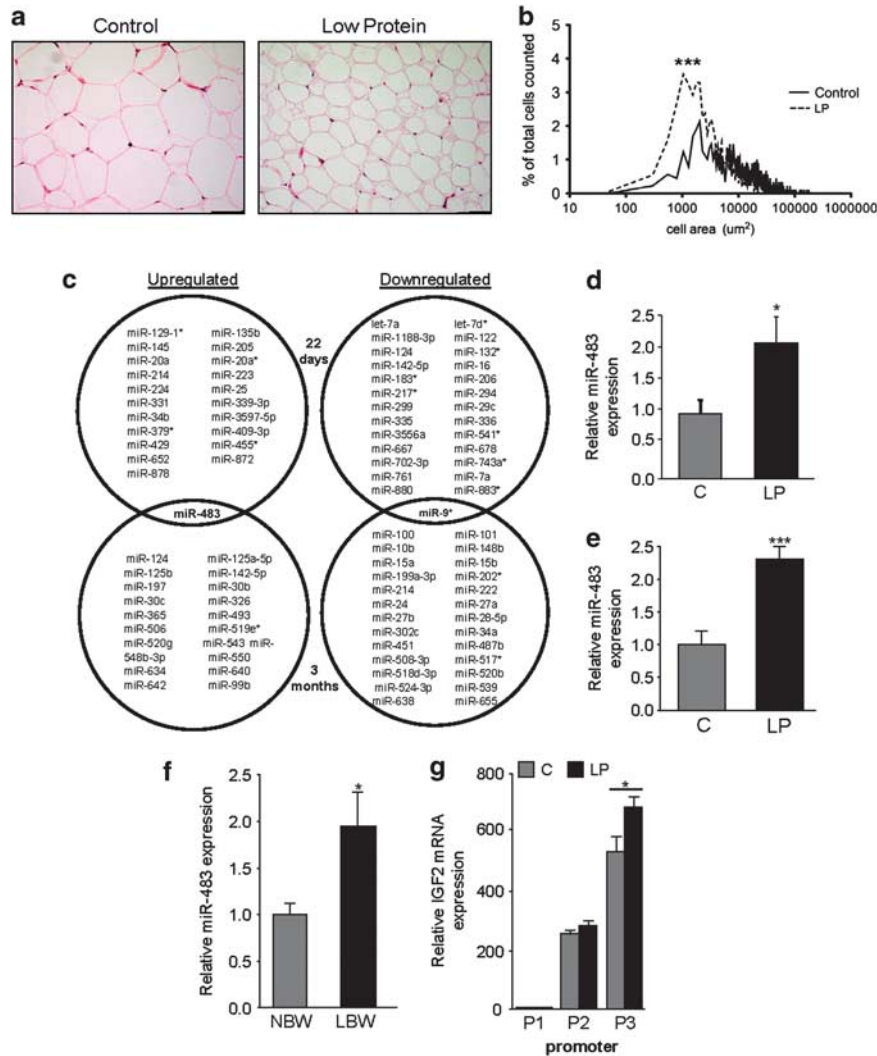 a
Control
Low Protein
b
% of total cells counted
5
4
3
2
1
0
***
Control
LP
10 100 1000 10000 100000 1000000
cell area (um²)
c
Upregulated
Downregulated
22 days
miR-129-1* miR-135b
miR-145 miR-205
miR-20a miR-20a*
miR-214 miR-223
miR-224 miR-25
miR-331 miR-339-3p
miR-34b miR-3597-5p
miR-379* miR-409-3p
miR-429 miR-455*
miR-652 miR-872
miR-878
let-7a let-7d*
miR-1188-3p miR-122
miR-124 miR-132*
miR-142-5p miR-16
miR-183* miR-206
miR-217* miR-294
miR-299 miR-29c
miR-335 miR-336
miR-3556a miR-541*
miR-667 miR-678
miR-702-3p miR-743a*
miR-761 miR-7a
miR-880 miR-883*
miR-483
miR-9*
miR-124 miR-125a-5p
miR-125b miR-142-5p
miR-197 miR-30b
miR-30c miR-326
miR-365 miR-493
miR-506 miR-519e*
miR-520g miR-543 miR-
548b-3p miR-550
miR-634 miR-640
miR-642 miR-99b
3 months
miR-100 miR-101
miR-10b miR-148b
miR-15a miR-15b
miR-199a-3p miR-202*
miR-214 miR-222
miR-24 miR-27a
miR-27b miR-28-5p
miR-302c miR-34a
miR-451 miR-487b
miR-508-3p miR-517*
miR-518d-3p miR-520b
miR-524-3p miR-539
miR-638 miR-655
d
Relative miR-483
expression
2.5
2.0
1.5
1.0
0.5
0.0
*
C LP
e
Relative miR-483
expression
2.5
2.0
1.5
1.0
0.5
0.0
***
C LP
f
Relative miR-483 expression
2.5
2.0
1.5
1.0
0.5
0.0
*
NBW LBW
g
C LP
Relative IGF2 mRNA
expression
800
600
400
200
0
*
P1 P2 P3
promoter